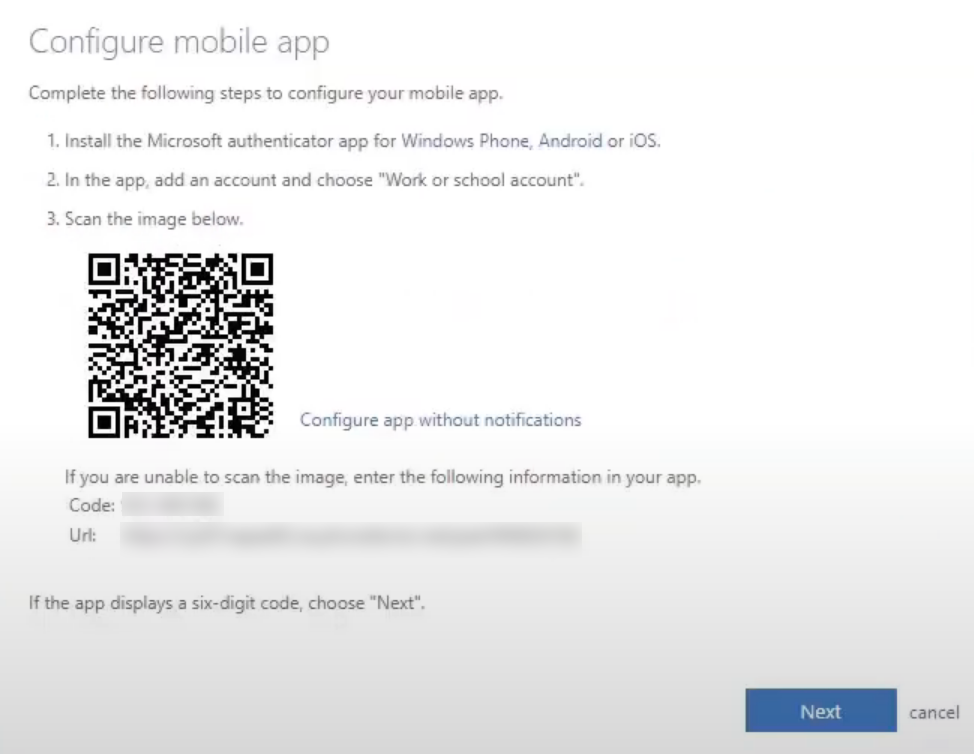 Configure mobile app
Complete the following steps to configure your mobile app.
1. Install the Microsoft authenticator app for Windows Phone, Android or iOS.
2. In the app, add an account and choose "Work or school account".
3. Scan the image below.
Configure app without notifications
If you are unable to scan the image, enter the following information in your app.
Code:
Url:
If the app displays a six-digit code, choose "Next".
Next cancel